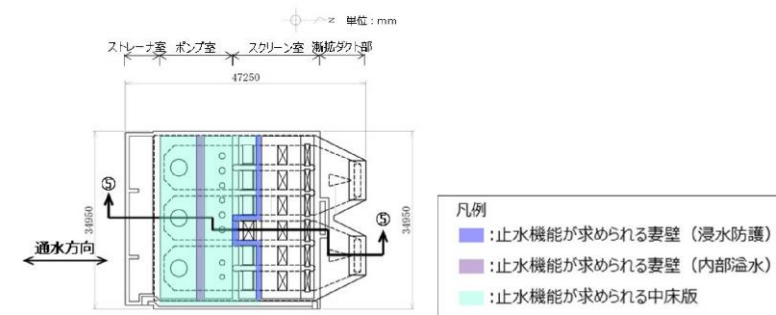 N 単位：mm
ストレーナ室 ポンプ室 スクリーン室 漸拡ダクト部
47250
34950
34950
⑤
⑤
通水方向
凡例
:止水機能が求められる妻壁（浸水防護）
:止水機能が求められる妻壁（内部溢水）
:止水機能が求められる中床版